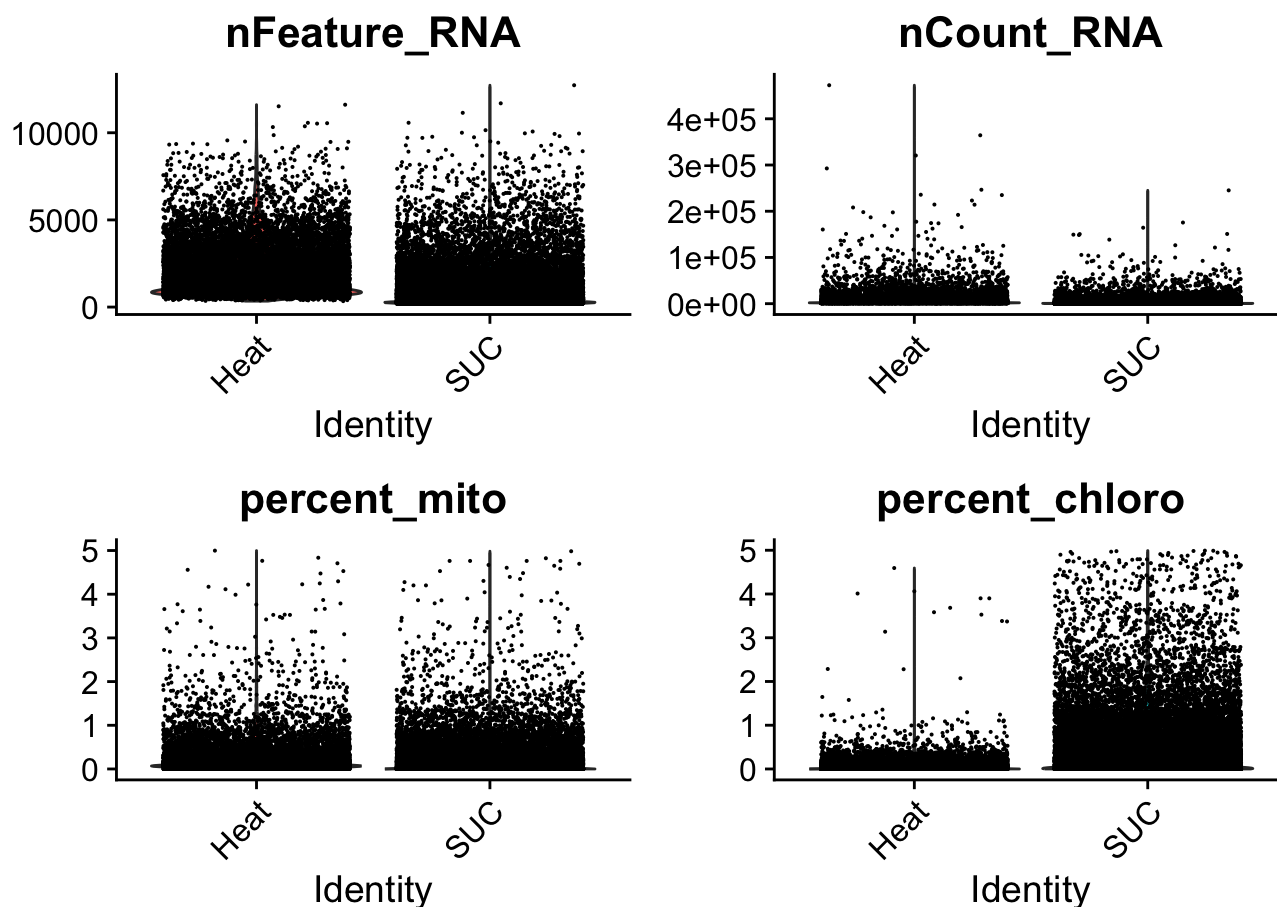 nFeature_RNA
10000
5000
0
Heat
SUC
Identity
nCount_RNA
4e+05
3e+05
2e+05
1e+05
0e+00
Heat
SUC
Identity
percent_mito
5
4
3
2
1
0
Heat
SUC
Identity
percent_chloro
5
4
3
2
1
0
Heat
SUC
Identity